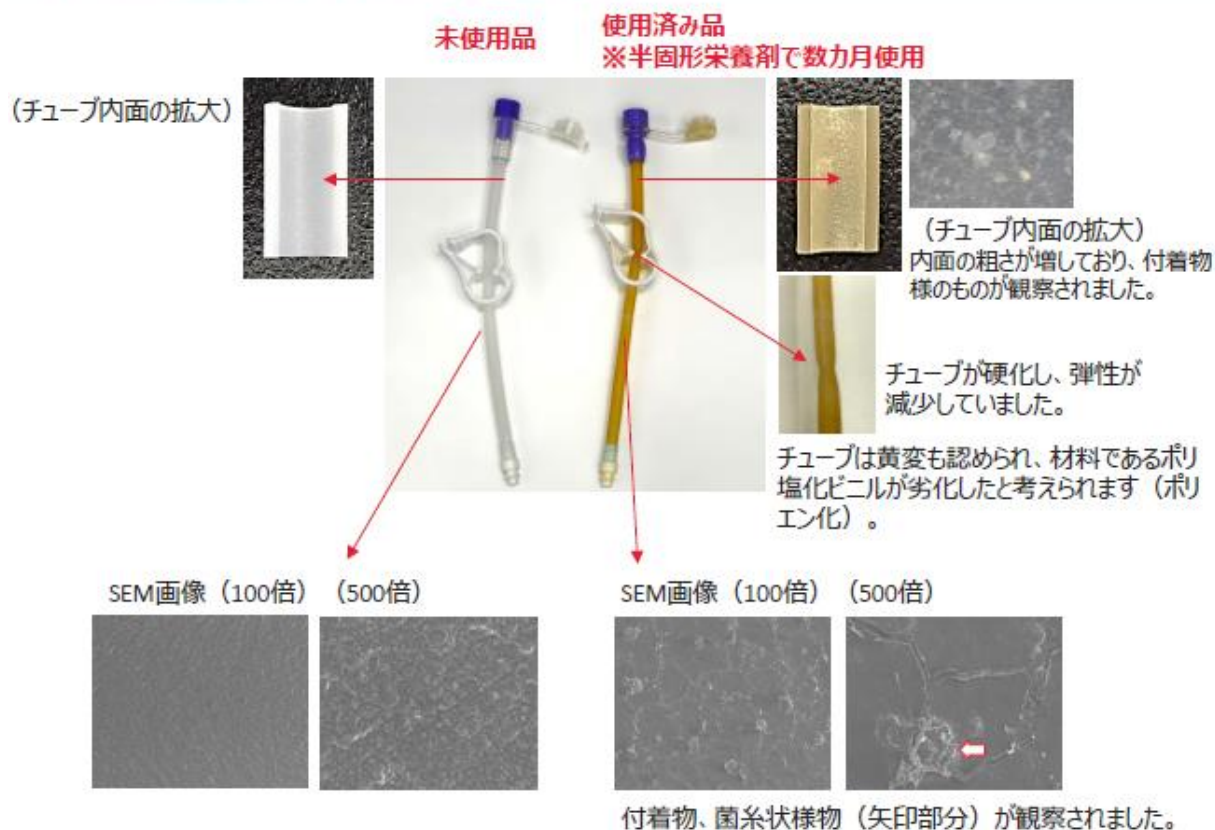 未使用品
使用済み品
※半固形栄養剤で数カ月使用
（チューブ内面の拡大）
（チューブ内面の拡大）
内面の粗さが増しており、付着物
様のものが観察されました。
チューブが硬化し、弾性が
減少していました。
チューブは黄変も認められ、材料であるポリ
塩化ビニルが劣化したと考えられます（ポリ
エン化）。
SEM画像（100倍）（500倍）
SEM画像（100倍）（500倍）
付着物、菌糸状様物（矢印部分）が観察されました。